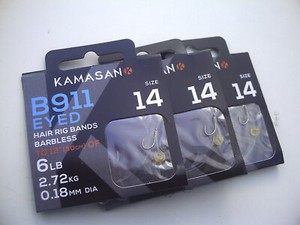 KAMASAN
SIZE
14
B911
EYED
HAIR RIG BANDS
BARBLESS
6LB
2.72KG
0.18MM DIA
SIZE
14
SIZE
14